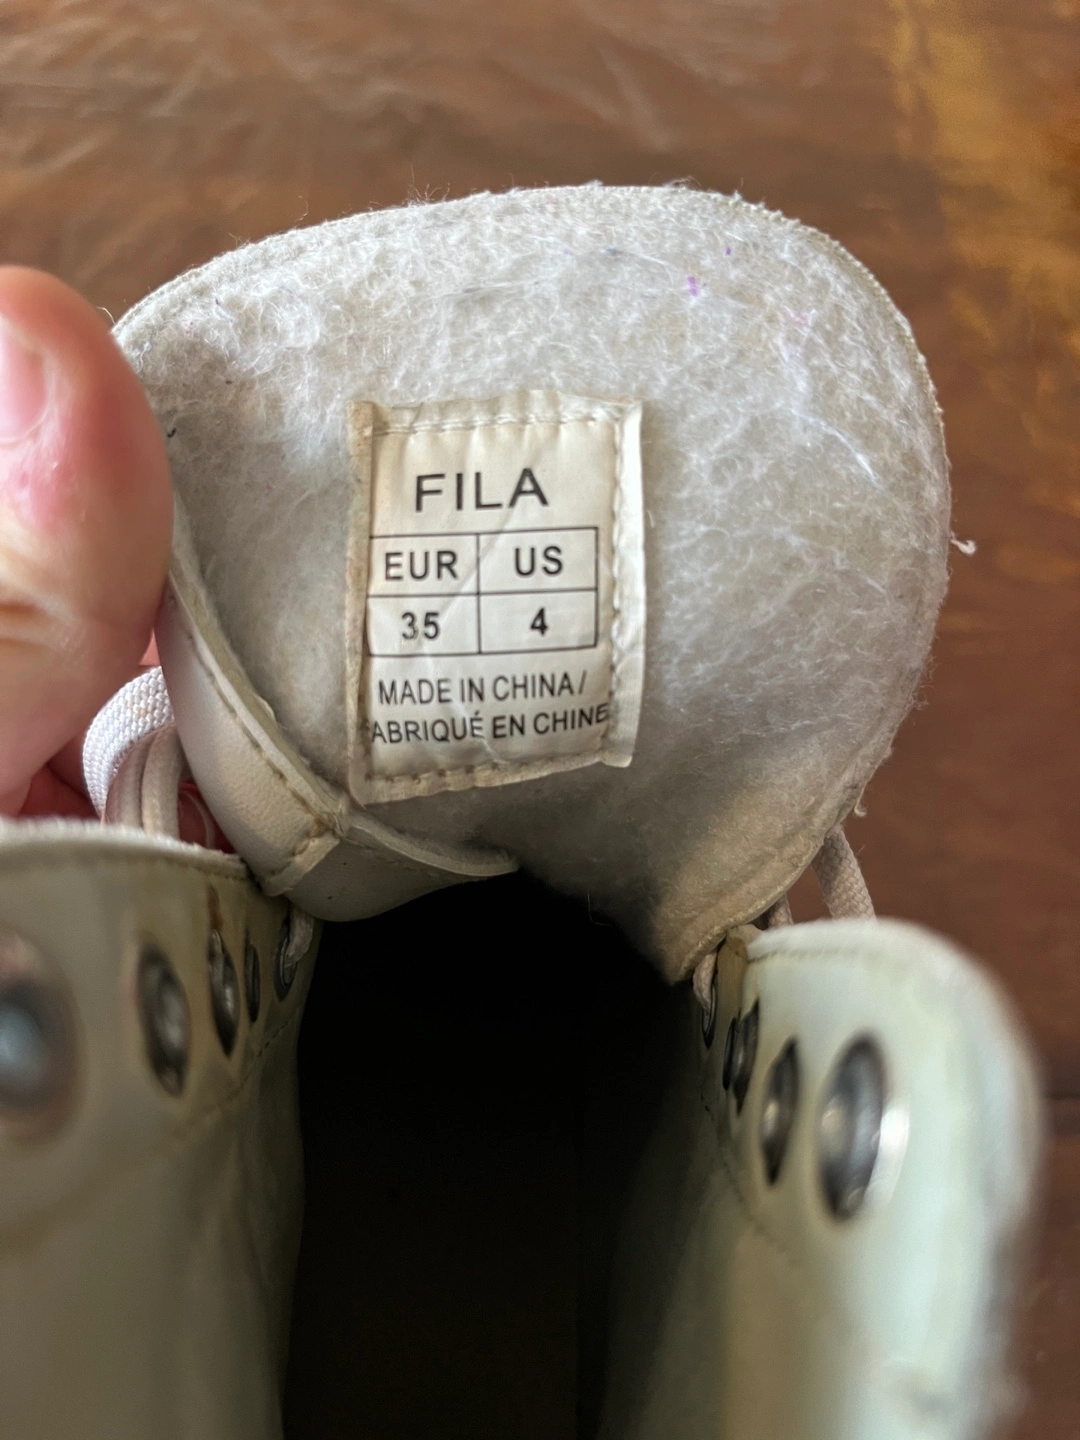 FILA
EUR US
35 4
MADE IN CHINA/
FABRIQUÉ EN CHINE